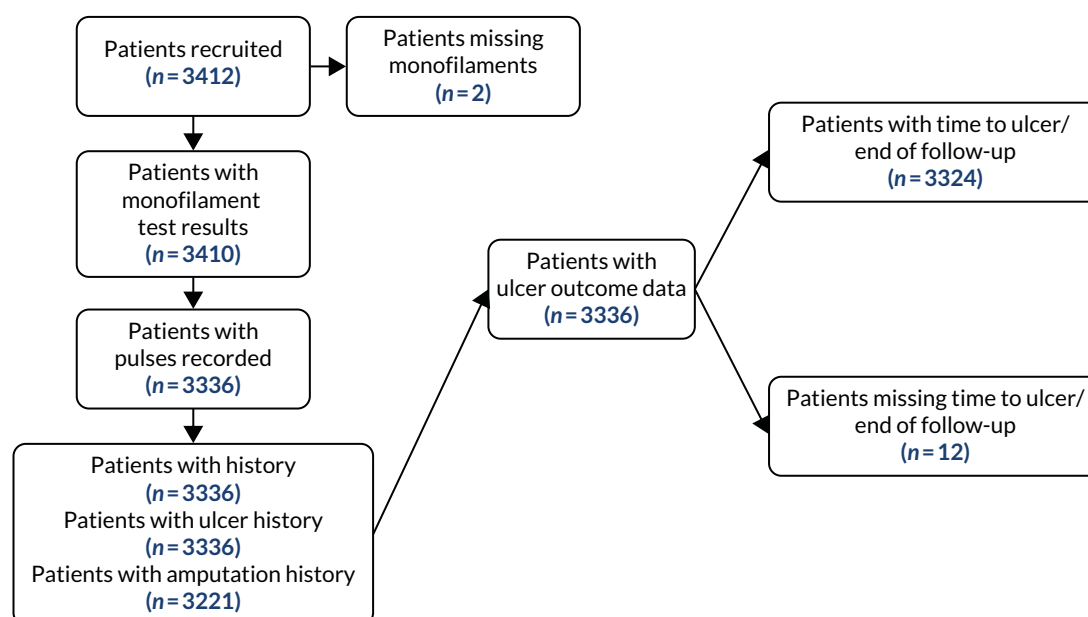 Patients recruited
(n = 3412)
Patients missing
monofilaments
(n = 2)
Patients with
monofilament
test results
(n = 3410)
Patients with
pulses recorded
(n = 3336)
Patients with history
(n = 3336)
Patients with ulcer history
(n = 3336)
Patients with amputation history
(n = 3221)
Patients with
ulcer outcome data
(n = 3336)
Patients with time to ulcer/
end of follow-up
(n = 3324)
Patients missing time to ulcer/
end of follow-up
(n = 12)